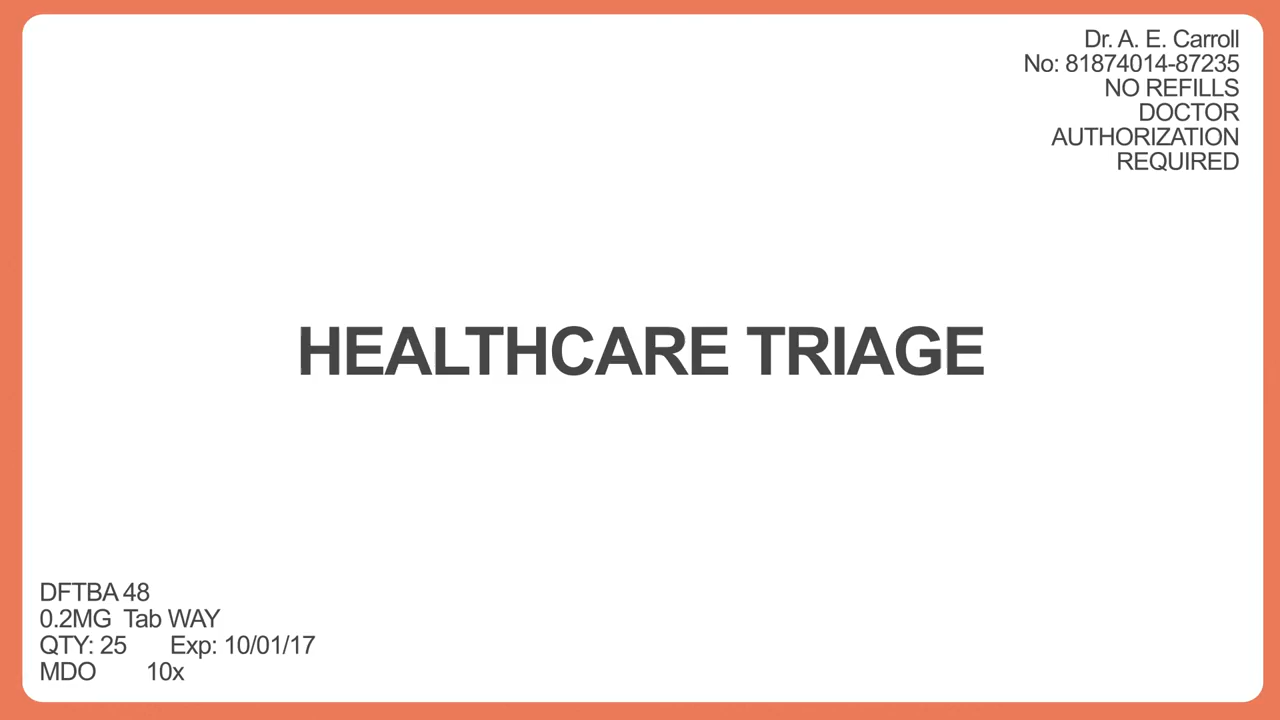 Dr. A. E. Carroll
No: 81874014-87235
NO REFILLS
DOCTOR
AUTHORIZATION
REQUIRED
HEALTHCARE TRIAGE
DFTBA 48
0.2MG Tab WAY
QTY: 25 Exp: 10/01/17
MDO 10x